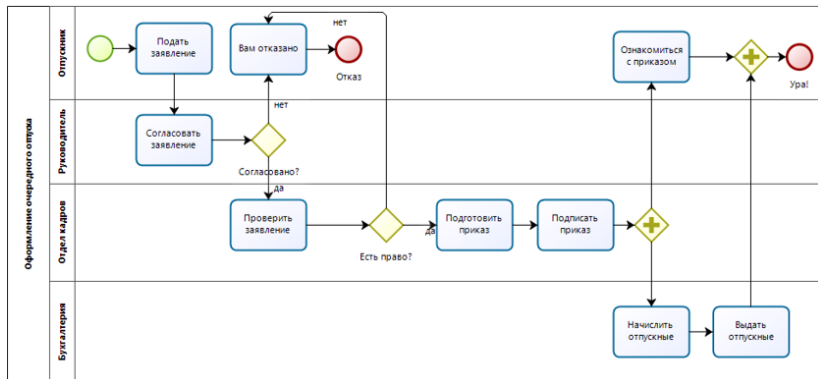 Оформление очередного отпуска
Отпускник
Подать
заявление
Вам отказано
нет
Отказ
Ознакомиться
с приказом
Ура!
Руководитель
Согласовать
заявление
нет
Согласовано?
да
Отдел кадров
Проверить
заявление
Есть право?
да
Подготовить
приказ
Подписать
приказ
Бухгалтерия
Начислить
отпускные
Выдать
отпускные